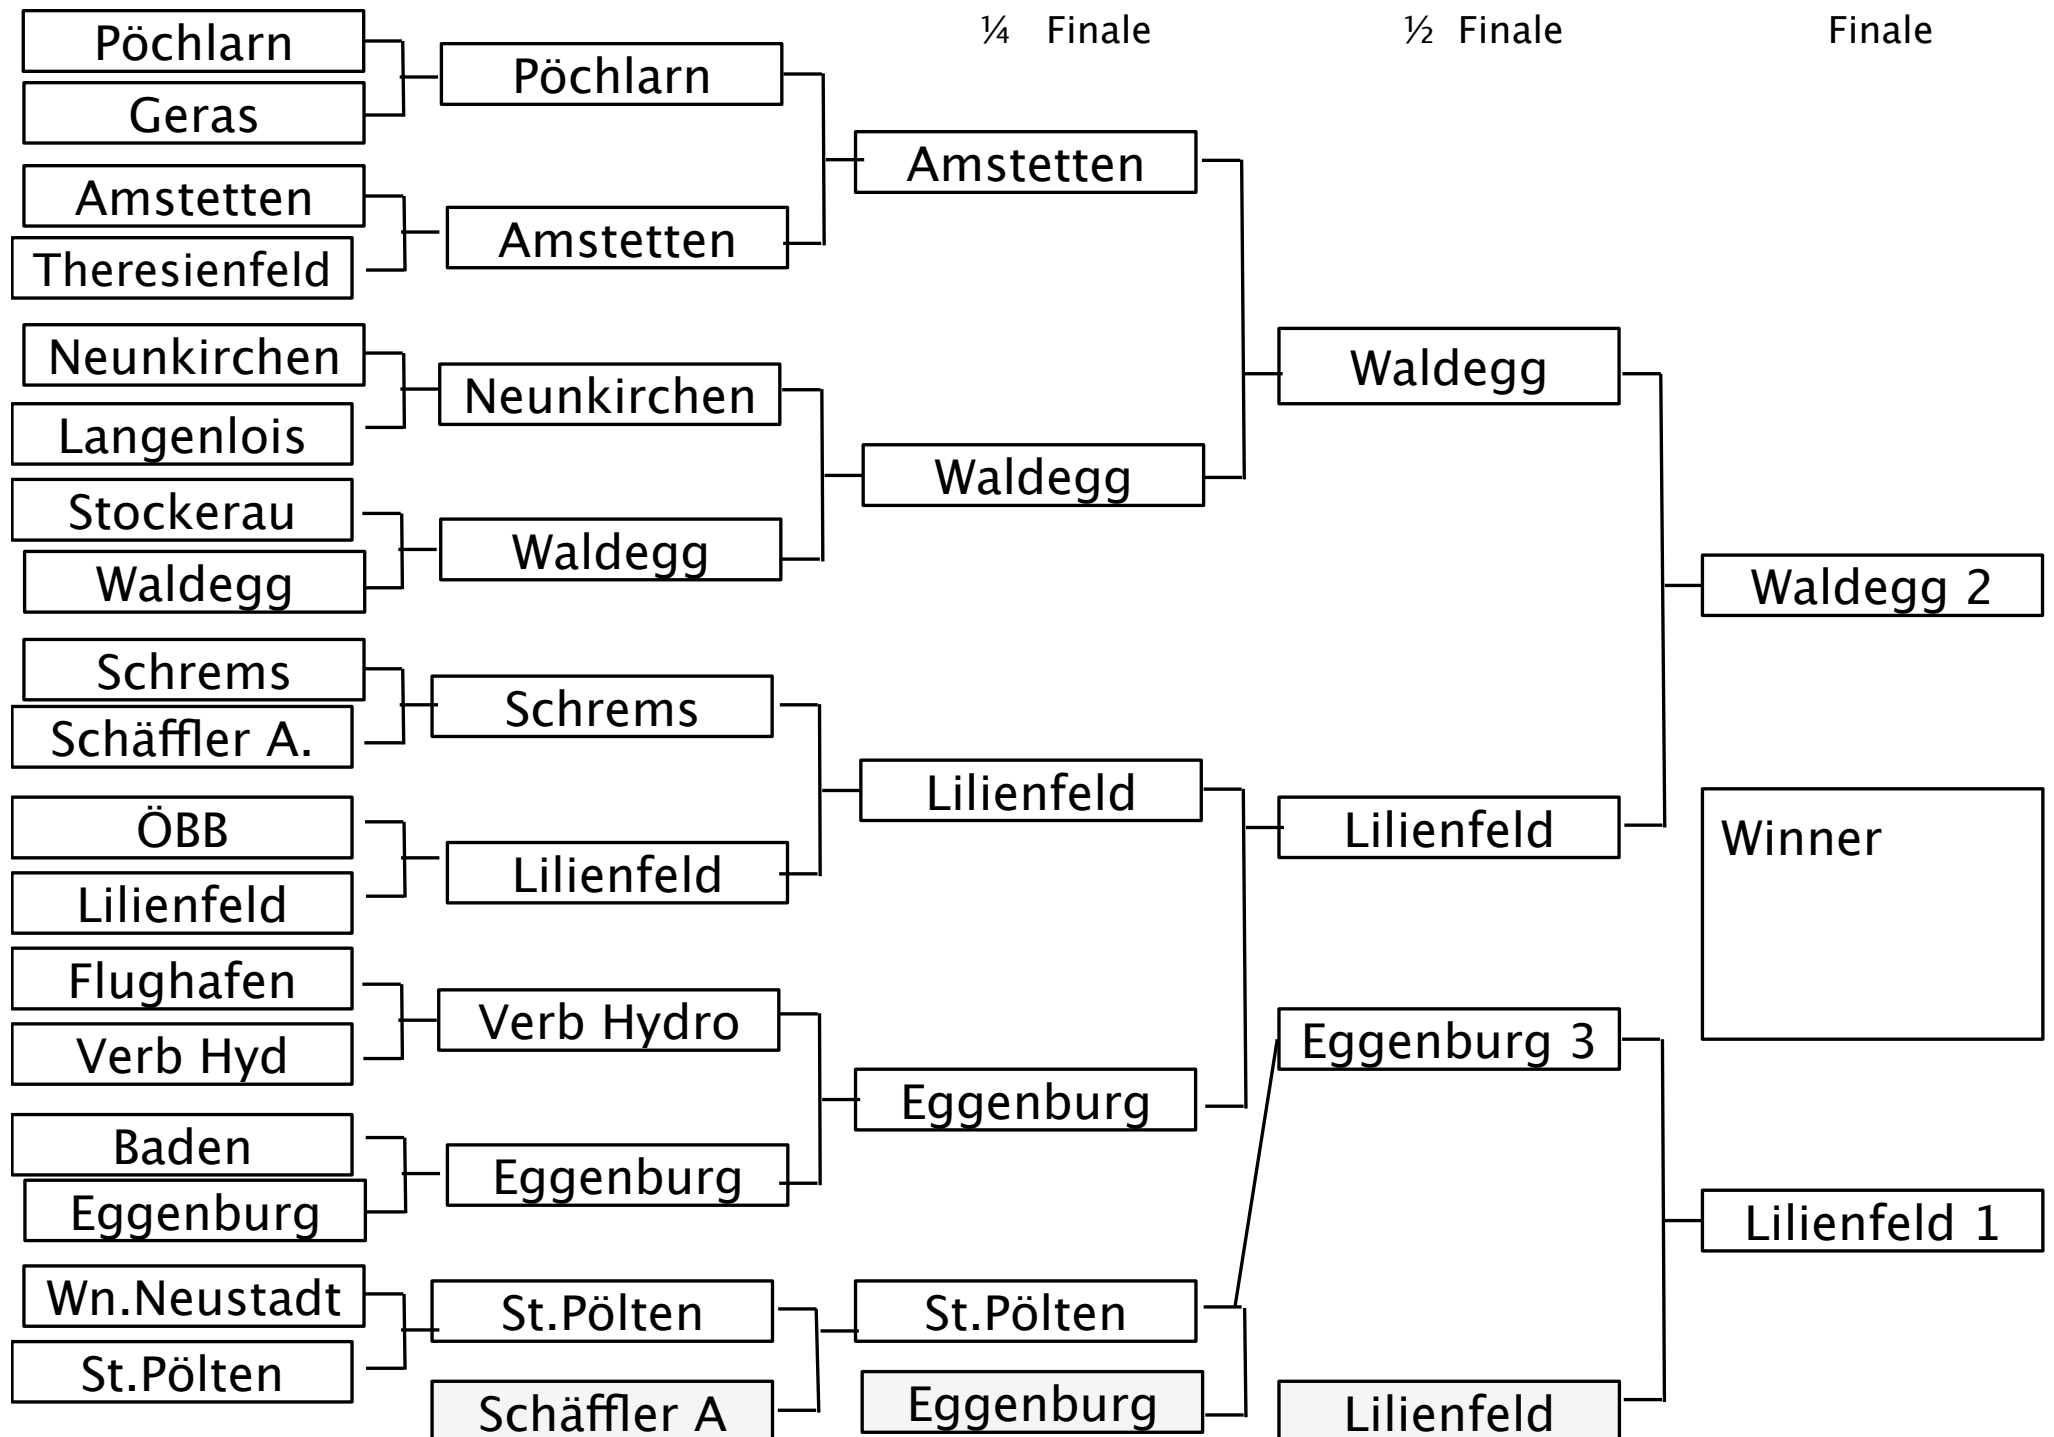 ¼ Finale
½ Finale
Finale
Pöchlarn
Geras
Amstetten
Theresienfeld
Neunkirchen
Langenlois
Stockerau
Waldegg
Schrems
Schäffler A.
ÖBB
Lilienfeld
Flughafen
Verb Hyd
Baden
Eggenburg
Wn.Neustadt
St.Pölten
Pöchlarn
Amstetten
Neunkirchen
Waldegg
Schrems
Lilienfeld
Verb Hydro
Eggenburg
St.Pölten
Schäffler A
Amstetten
Waldegg
Lilienfeld
Eggenburg
St.Pölten
Eggenburg
Waldegg
Lilienfeld
Eggenburg 3
Lilienfeld
Waldegg 2
Winner
Lilienfeld 1